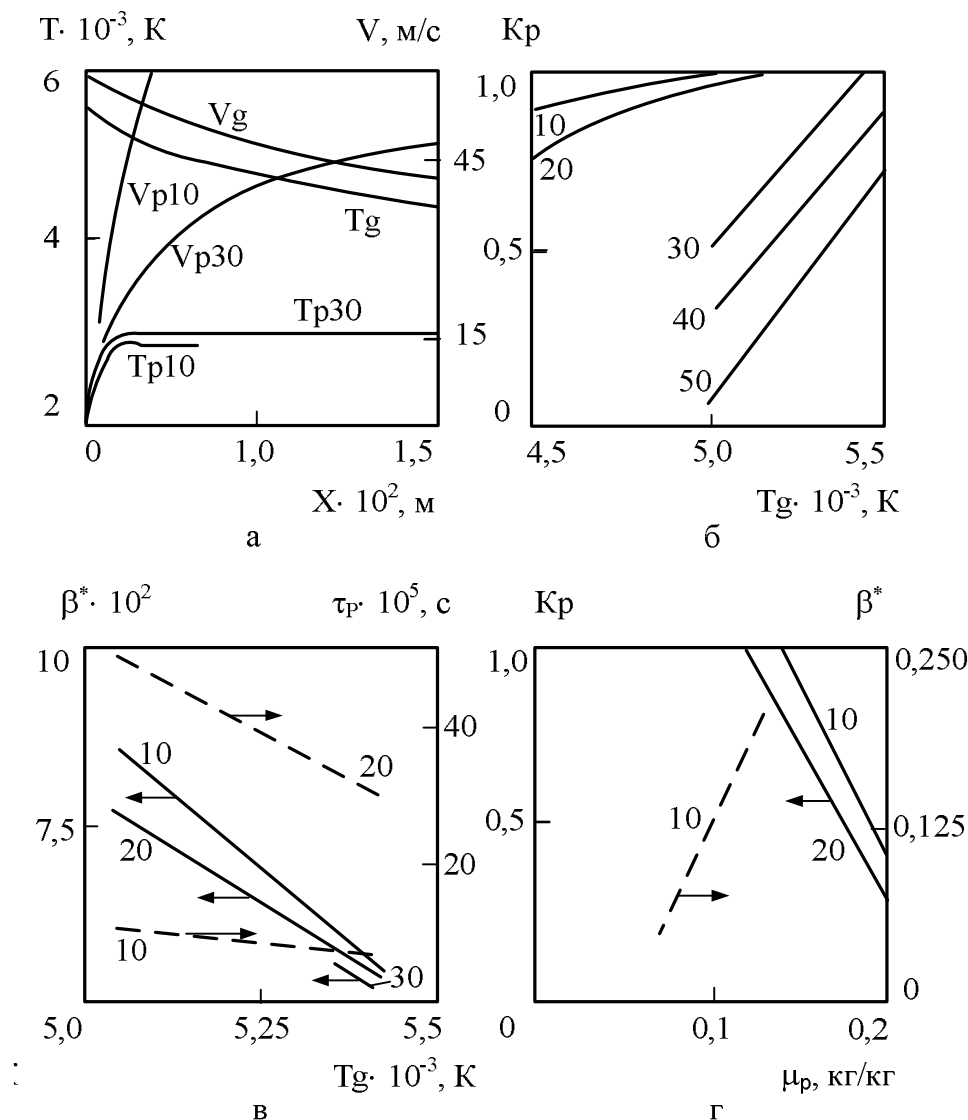 T· 10⁻³, К
V, м/с
6
4
2
45
15
Vg
Vp10
Tg
Vp30
Tp30
Tp10
0
1,0
1,5
X· 10², м
а
Кр
1,0
0,5
0
10
20
30
40
50
4,5
5,0
5,5
Tg· 10⁻³, К
б
β*· 10²
τP· 10⁵, с
10
7,5
40
20
10
20
20
10
30
5,0
5,25
5,5
Tg· 10⁻³, К
в
Кр
β*
1,0
0,5
0
0,250
0,125
0
10
10
20
0,1
0,2
μp, кг/кг
г